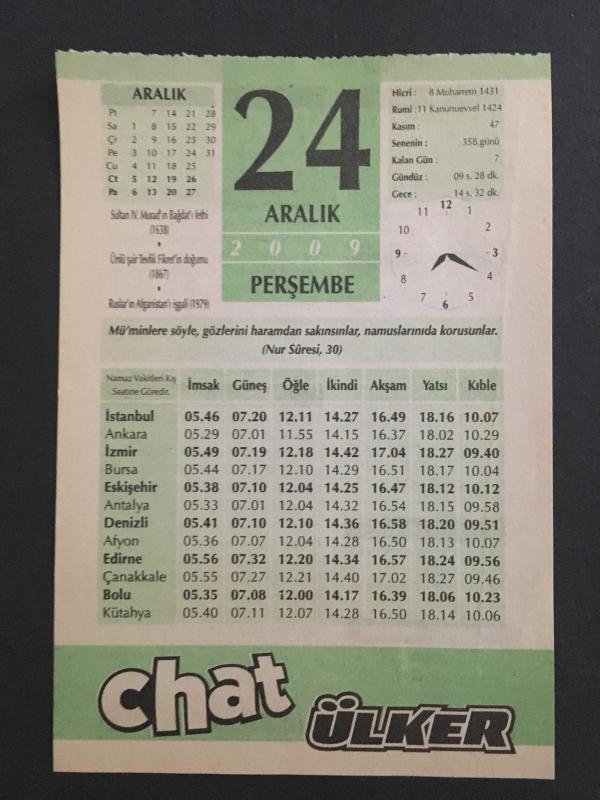 ARALIK
Pt 7 14 21 28
Sa 1 8 15 22 29
Çr 2 9 16 23 30
Pe 3 10 17 24 31
Cu 4 11 18 25
Ct 5 12 19 26
Pa 6 13 20 27
Sultan IV. Murad'ın Bağdat'ı fethi
(1638)
•
Ünlü şair Tevfik Fikret'in doğumu
(1867)
•
Ruslar'ın Afganistan'ı işgali (1979)
24
ARALIK
2009
PERŞEMBE
Hicri : 8 Muharrem 1431
Rumi : 11 Kanunuevvel 1424
Kasım : 47
Senenin : 358.günü
Kalan Gün : 7
Gündüz : 09 s. 28 dk.
Gece : 14 s. 32 dk.
11 12 1
10 2
9 3
8 4
7 6 5
Mü'minlere söyle, gözlerini haramdan sakınsınlar, namuslarınıda korusunlar.
(Nur Sûresi, 30)
Namaz Vakitleri Kış
Saatine Göredir.
İmsak Güneş Öğle İkindi Akşam Yatsı Kıble
İstanbul 05.46 07.20 12.11 14.27 16.49 18.16 10.07
Ankara 05.29 07.01 11.55 14.15 16.37 18.02 10.29
İzmir 05.49 07.19 12.18 14.42 17.04 18.27 09.40
Bursa 05.44 07.17 12.10 14.29 16.51 18.17 10.04
Eskişehir 05.38 07.10 12.04 14.25 16.47 18.12 10.12
Antalya 05.33 07.01 12.04 14.32 16.54 18.15 09.58
Denizli 05.41 07.10 12.10 14.36 16.58 18.20 09.51
Afyon 05.36 07.07 12.04 14.28 16.50 18.13 10.07
Edirne 05.56 07.32 12.20 14.34 16.57 18.24 09.56
Çanakkale 05.55 07.27 12.21 14.40 17.02 18.27 09.46
Bolu 05.35 07.08 12.00 14.17 16.39 18.06 10.23
Kütahya 05.40 07.11 12.07 14.28 16.50 18.14 10.06
chat
ÜLKER